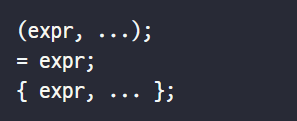 (expr, ...);
= expr;
{ expr, ... };